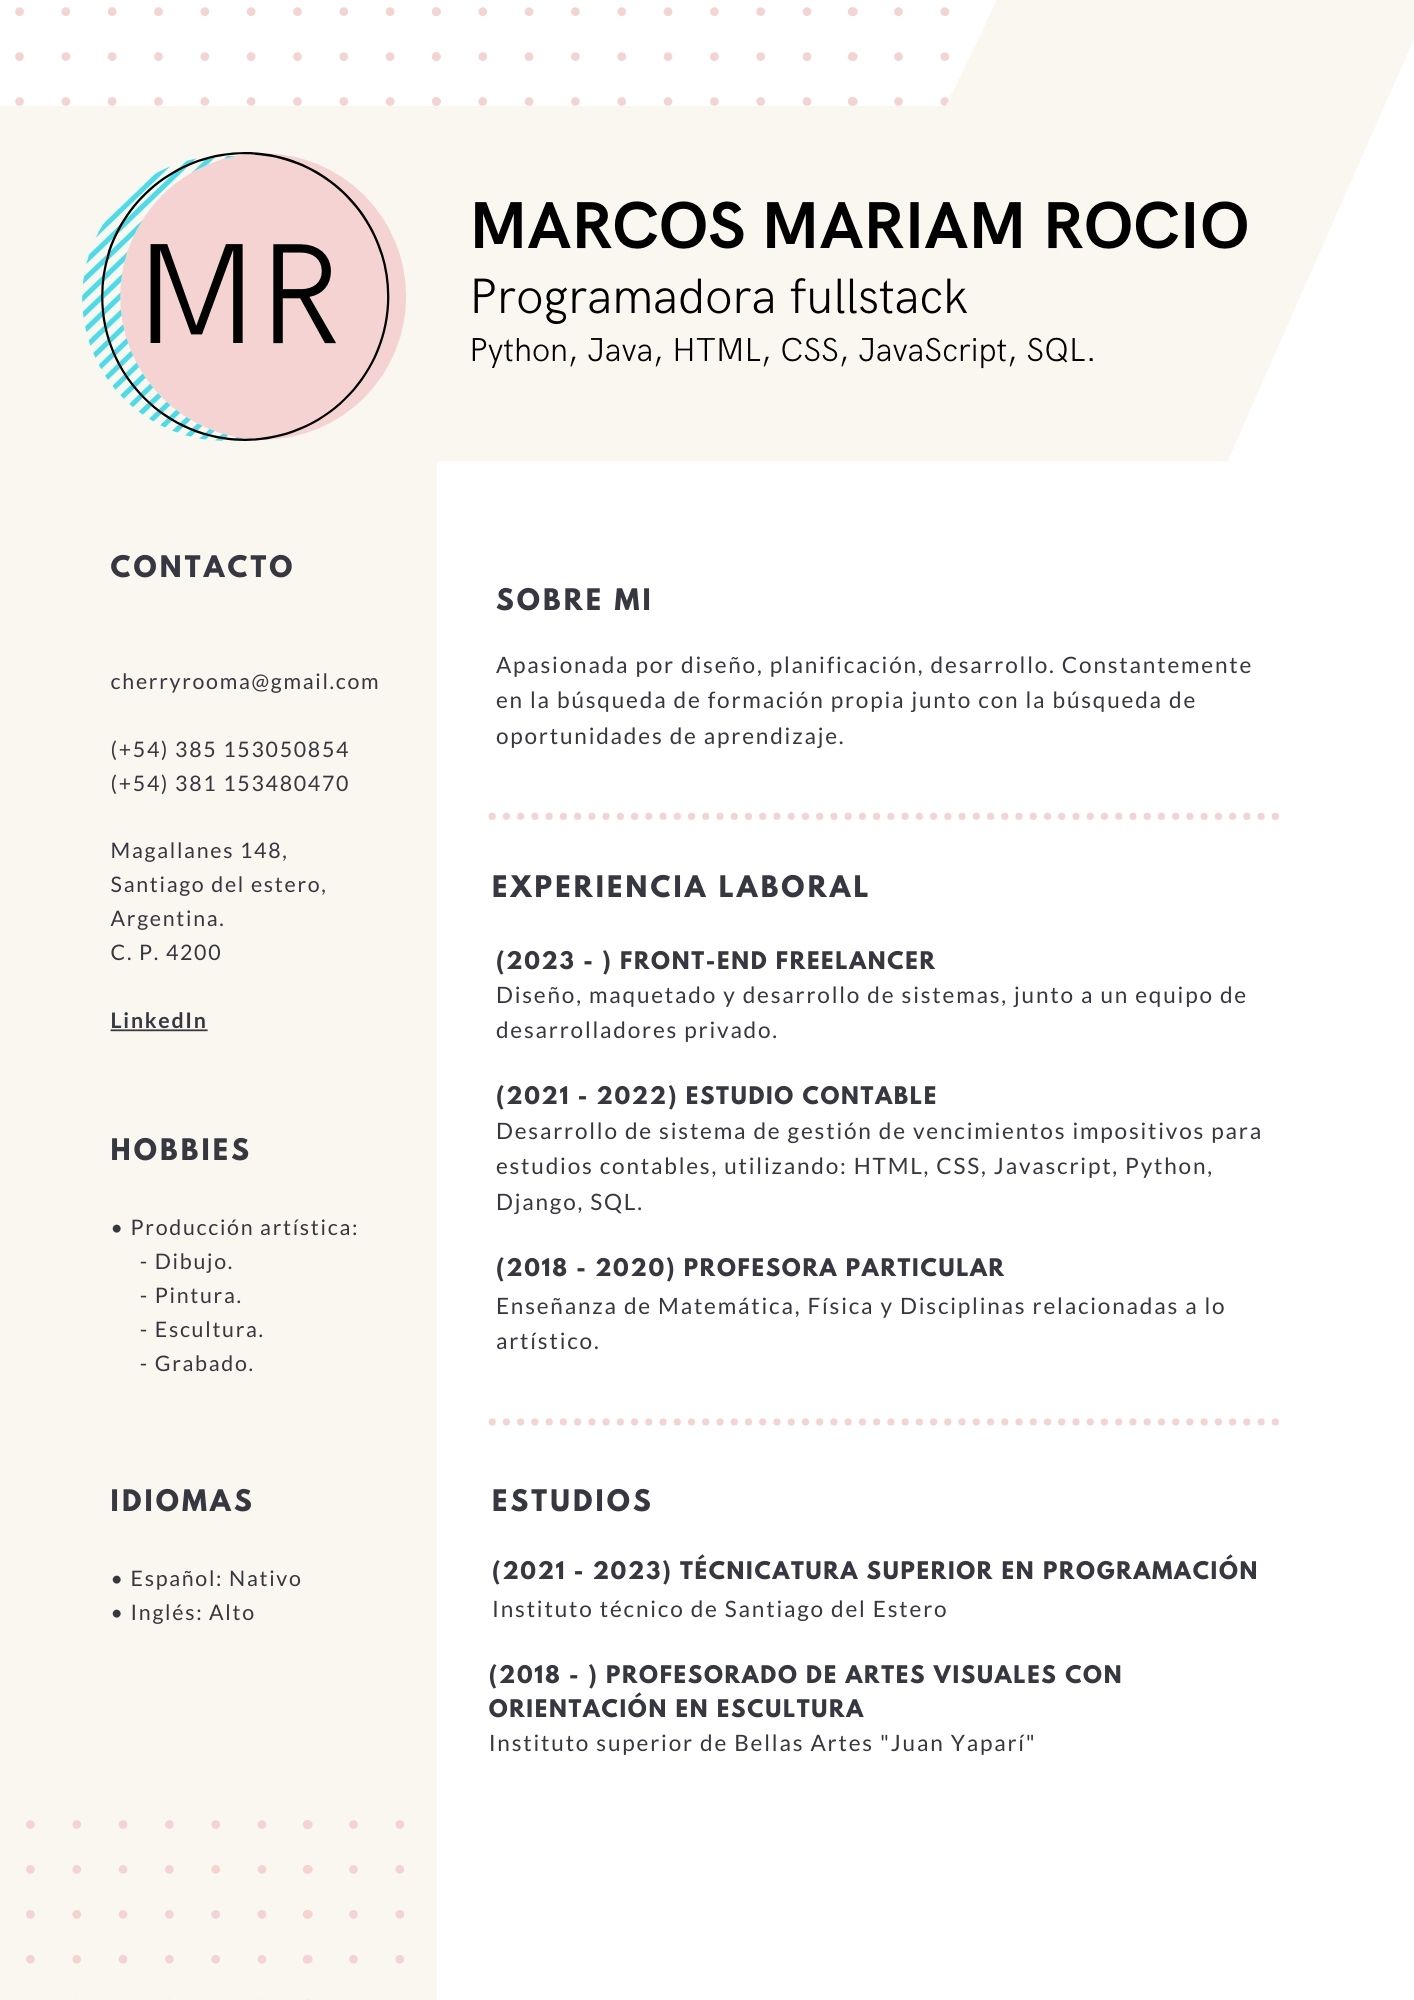 MR
MARCOS MARIAM ROCIO
Programadora fullstack
Python, Java, HTML, CSS, JavaScript, SQL.
CONTACTO
cherryrooma@gmail.com
(+54) 385 153050854
(+54) 381 153480470
Magallanes 148,
Santiago del estero,
Argentina.
C. P. 4200
LinkedIn
HOBBIES
• Producción artística:
- Dibujo.
- Pintura.
- Escultura.
- Grabado.
IDIOMAS
• Español: Nativo
• Inglés: Alto
SOBRE MI
Apasionada por diseño, planificación, desarrollo. Constantemente
en la búsqueda de formación propia junto con la búsqueda de
oportunidades de aprendizaje.
EXPERIENCIA LABORAL
(2023 - ) FRONT-END FREELANCER
Diseño, maquetado y desarrollo de sistemas, junto a un equipo de
desarrolladores privado.
(2021 - 2022) ESTUDIO CONTABLE
Desarrollo de sistema de gestión de vencimientos impositivos para
estudios contables, utilizando: HTML, CSS, Javascript, Python,
Django, SQL.
(2018 - 2020) PROFESORA PARTICULAR
Enseñanza de Matemática, Física y Disciplinas relacionadas a lo
artístico.
ESTUDIOS
(2021 - 2023) TÉCNICATURA SUPERIOR EN PROGRAMACIÓN
Instituto técnico de Santiago del Estero
(2018 - ) PROFESORADO DE ARTES VISUALES CON
ORIENTACIÓN EN ESCULTURA
Instituto superior de Bellas Artes "Juan Yaparí"